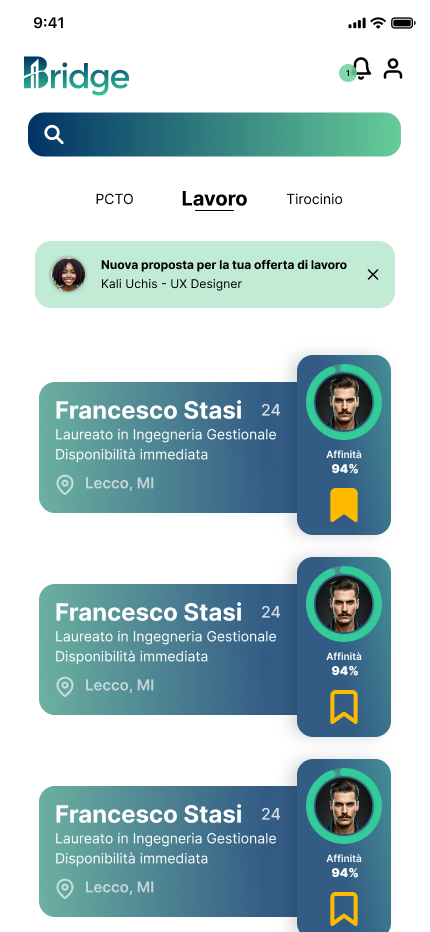 9:41
Bridge
1
PCTO Lavoro Tirocinio
Nuova proposta per la tua offerta di lavoro
Kali Uchis - UX Designer
Francesco Stasi 24
Laureato in Ingegneria Gestionale
Disponibilità immediata
Lecco, MI
Affinità
94%
Francesco Stasi 24
Laureato in Ingegneria Gestionale
Disponibilità immediata
Lecco, MI
Affinità
94%
Francesco Stasi 24
Laureato in Ingegneria Gestionale
Disponibilità immediata
Lecco, MI
Affinità
94%